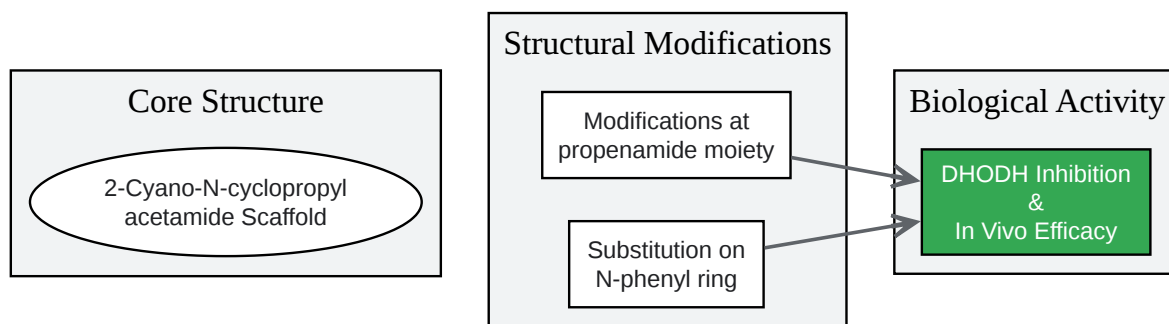 Core Structure
2-Cyano-N-cyclopropyl
acetamide Scaffold
Structural Modifications
Modifications at
propenamide moiety
Substitution on
N-phenyl ring
Biological Activity
DHODH Inhibition
&
In Vivo Efficacy